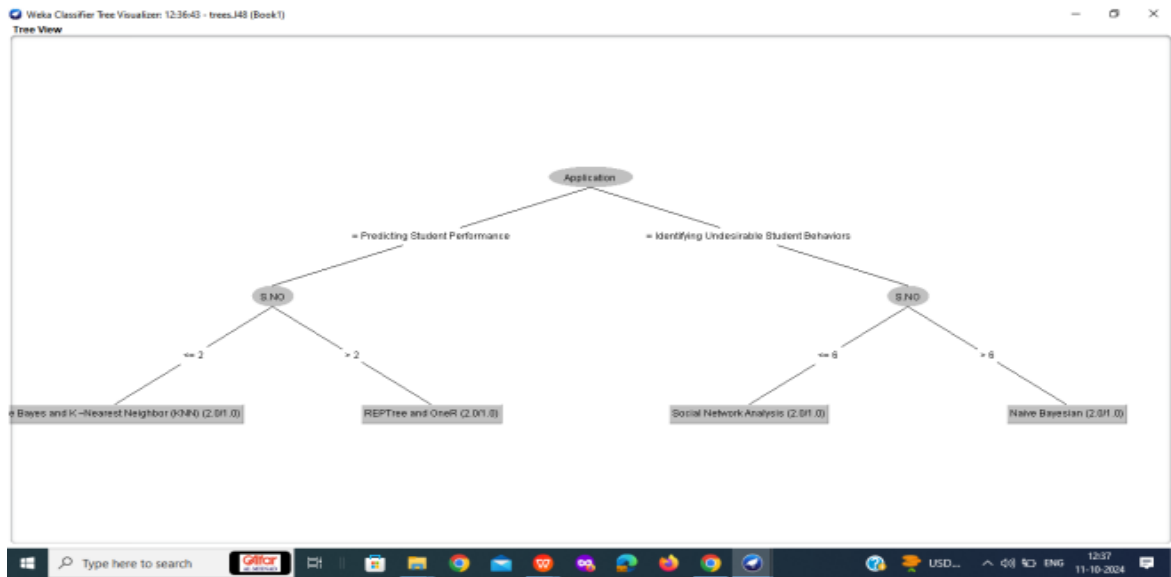 Weka Classifier Tree Visualizer: 12:36:43 - trees.J48 (Book1)
Tree View
Application
= Predicting Student Performance
= Identifying Undesirable Student Behaviors
S.NO
S.NO
<= 2
> 2
<= 6
> 6
e Bayes and K-Nearest Neighbor (KNN) (2.0/1.0)
REPTree and OneR (2.0/1.0)
Social Network Analysis (2.0/1.0)
Naive Bayesian (2.0/1.0)
Type here to search
USD...
ENG
12:37
11-10-2024